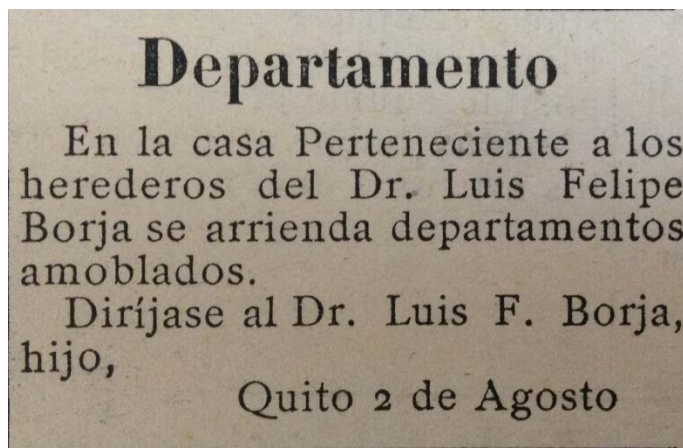 Departamento
En la casa Perteneciente a los
herederos del Dr. Luis Felipe
Borja se arrienda departamentos
amoblados.
Diríjase al Dr. Luis F. Borja,
hijo,
Quito 2 de Agosto